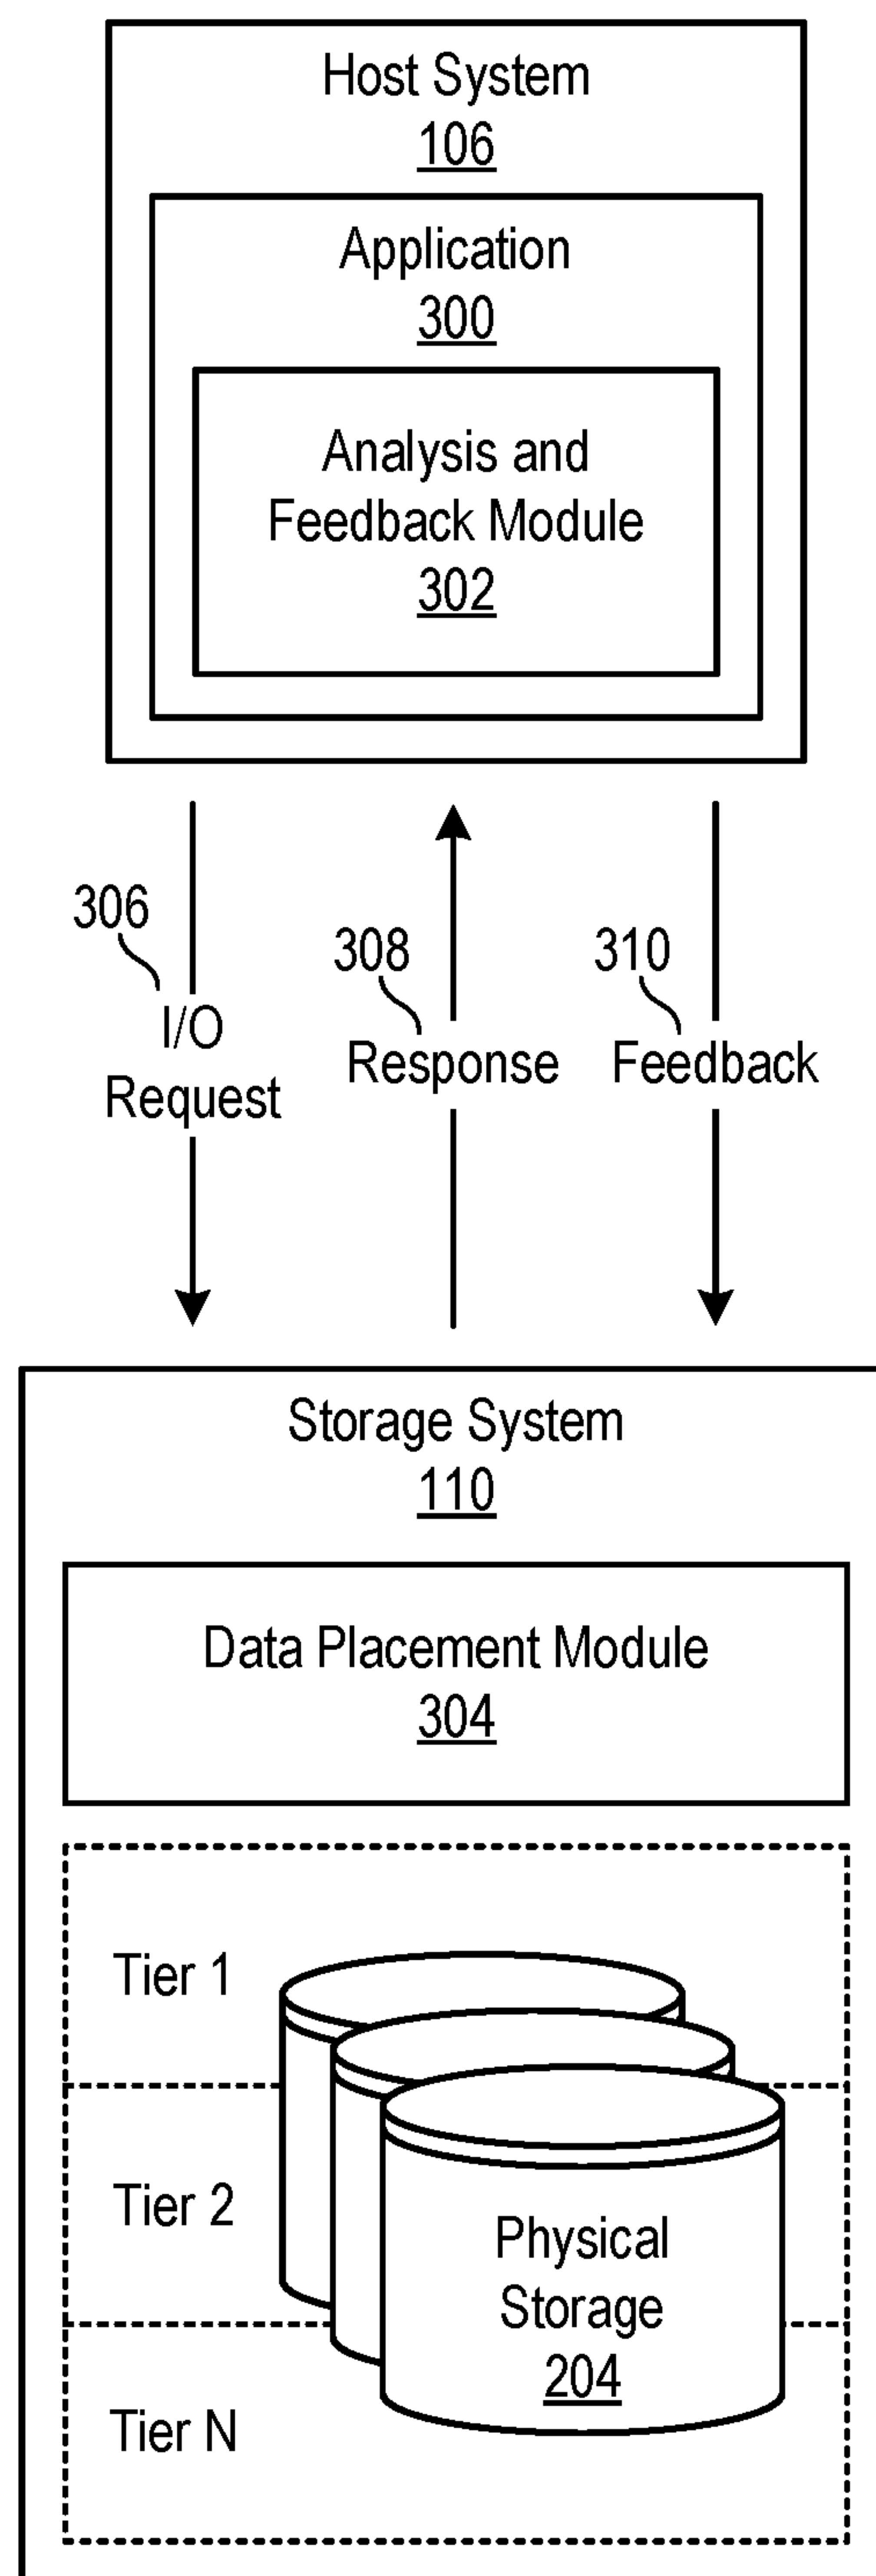 Host System
106
Application
300
Analysis and
Feedback Module
302
306
I/O
Request
308
Response
310
Feedback
Storage System
110
Data Placement Module
304
Tier 1
Tier 2
Physical
Storage
204
Tier N